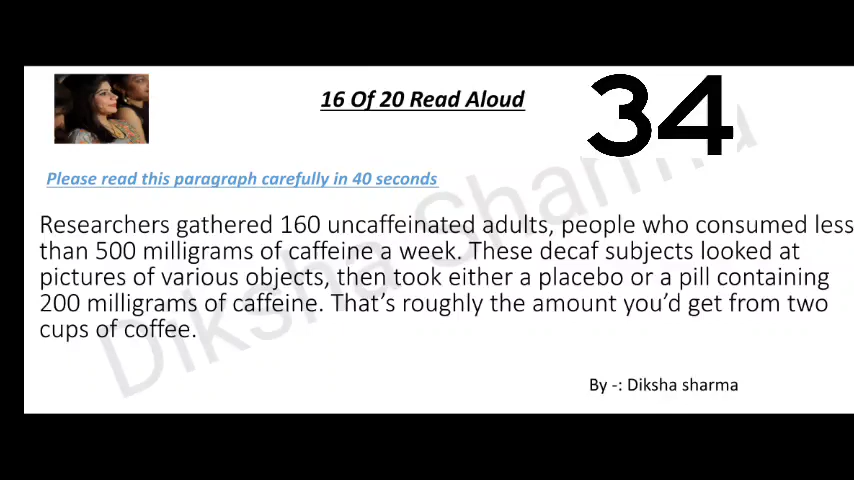 16 Of 20 Read Aloud
34
Please read this paragraph carefully in 40 seconds
Researchers gathered 160 uncaffeinated adults, people who consumed less
than 500 milligrams of caffeine a week. These decaf subjects looked at
pictures of various objects, then took either a placebo or a pill containing
200 milligrams of caffeine. That’s roughly the amount you’d get from two
cups of coffee.
By -: Diksha sharma
Diksha Sharma